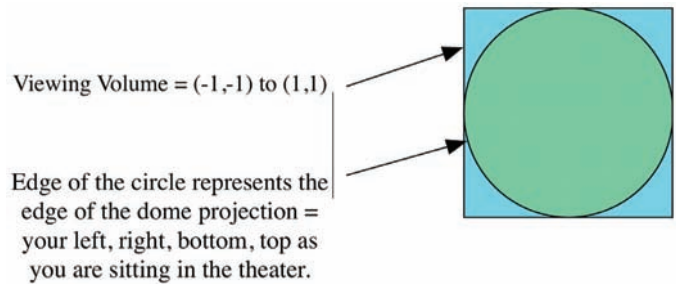 Viewing Volume = (-1,-1) to (1,1)
Edge of the circle represents the
edge of the dome projection =
your left, right, bottom, top as
you are sitting in the theater.